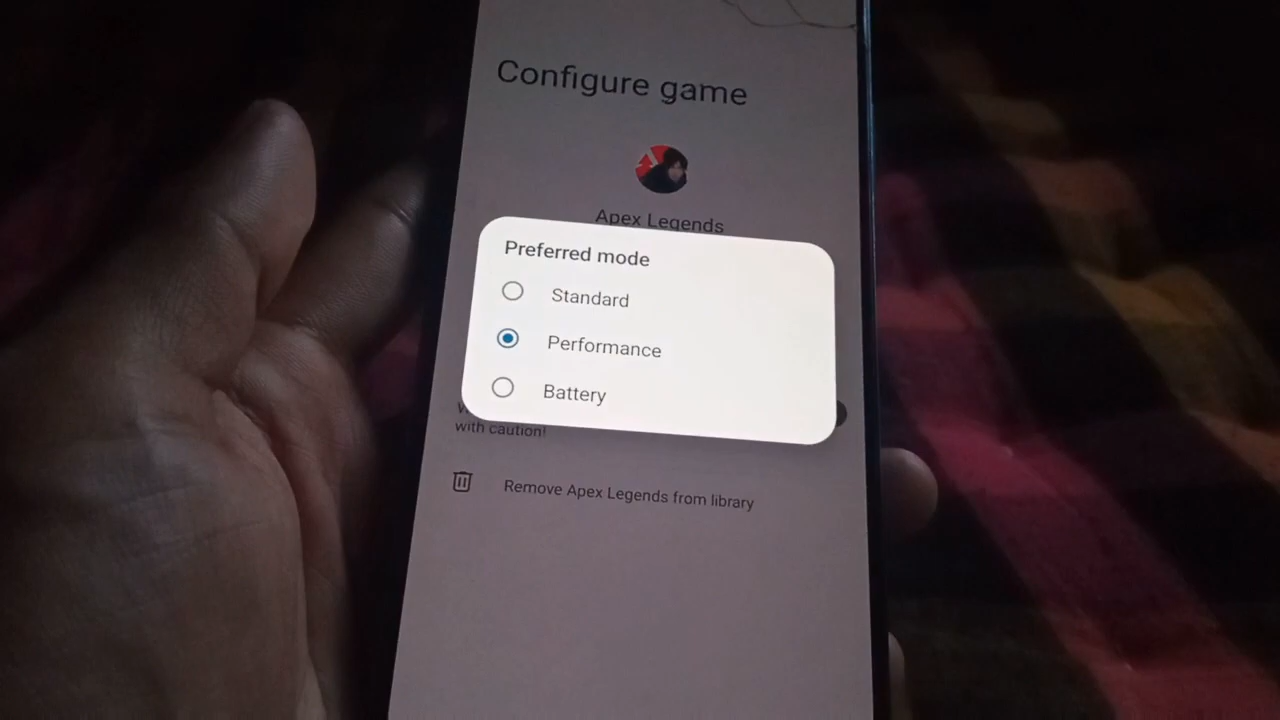 Configure game
Apex Legends
Preferred mode
Standard
Performance
Battery
with caution!
Remove Apex Legends from library